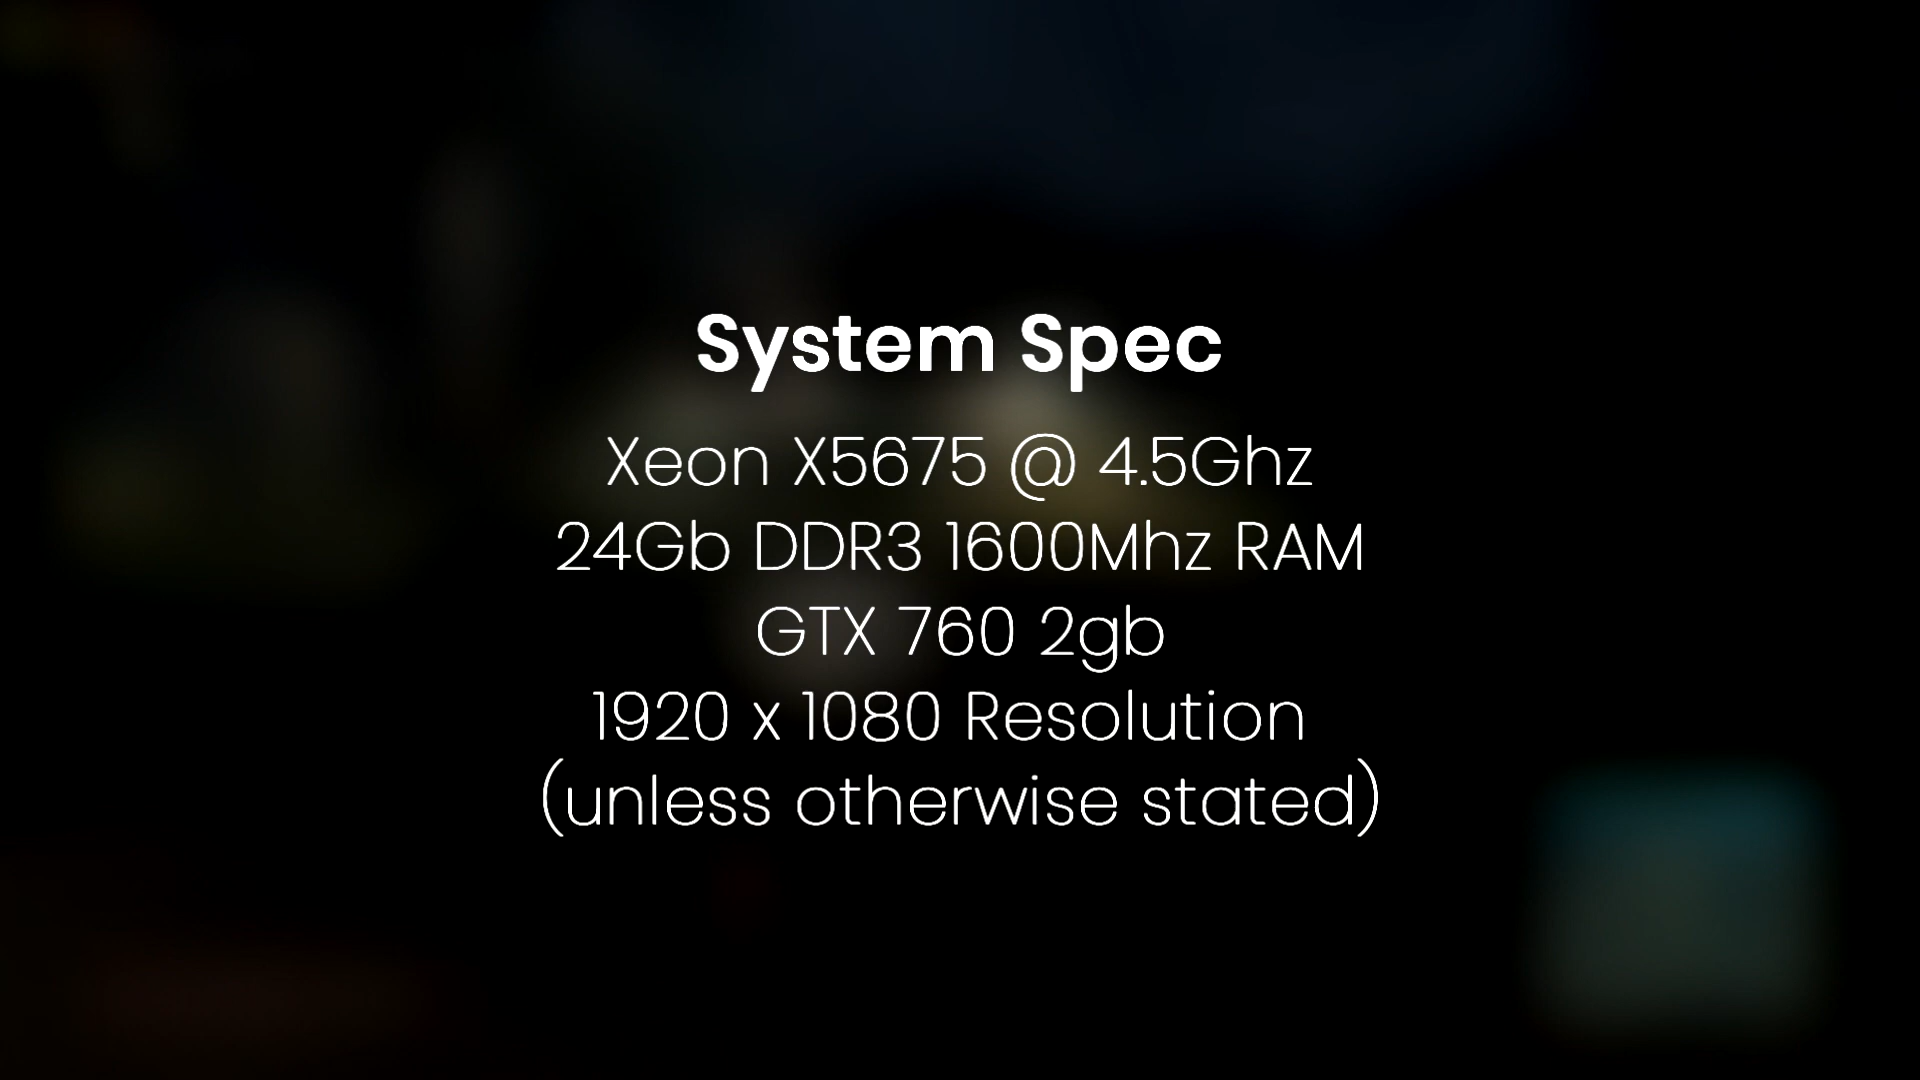 System Spec
Xeon X5675 @ 4.5Ghz
24Gb DDR3 1600Mhz RAM
GTX 760 2gb
1920 x 1080 Resolution
(unless otherwise stated)